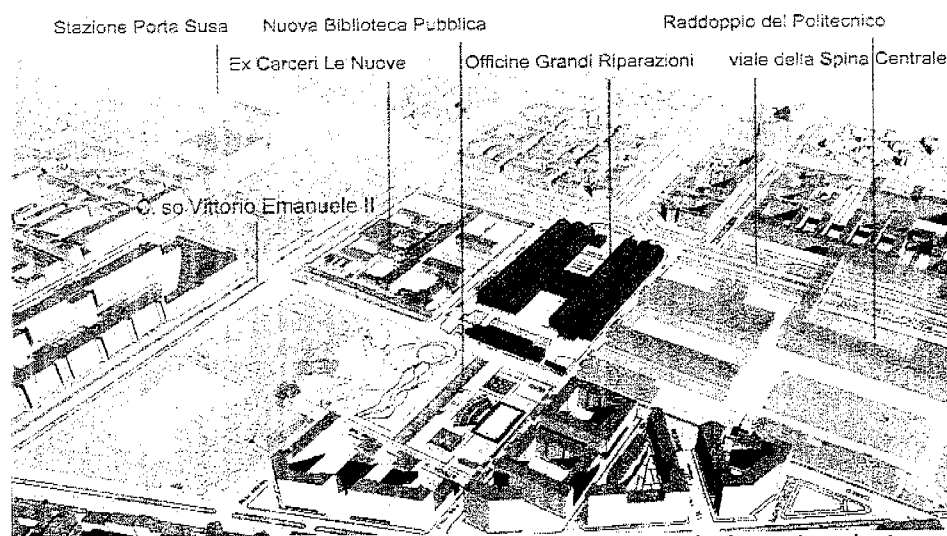 Stazione Porta Susa
Nuova Biblioteca Pubblica
Raddoppio del Politecnico
Ex Carceri Le Nuove
Officine Grandi Riparazioni
viale della Spina Centrale
C. so Vittorio Emanuele II